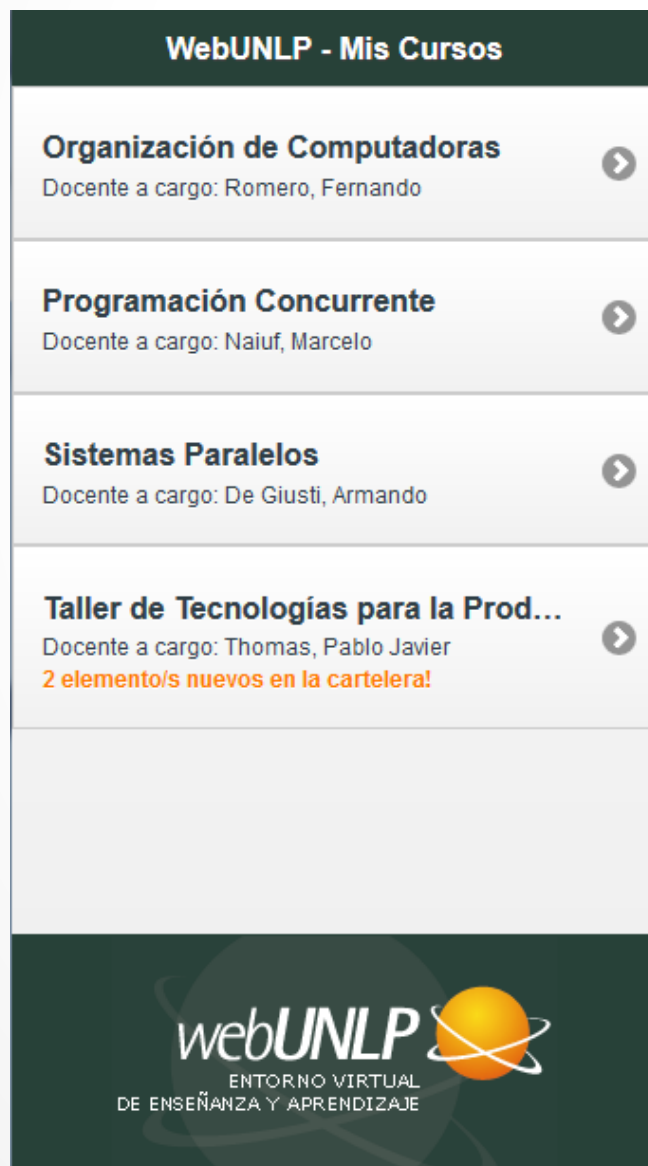 WebUNLP - Mis Cursos
Organización de Computadoras
Docente a cargo: Romero, Fernando
Programación Concurrente
Docente a cargo: Naiuf, Marcelo
Sistemas Paralelos
Docente a cargo: De Giusti, Armando
Taller de Tecnologías para la Prod...
Docente a cargo: Thomas, Pablo Javier
2 elemento/s nuevos en la cartelera!
webUNLP
ENTORNO VIRTUAL
DE ENSEÑANZA Y APRENDIZAJE